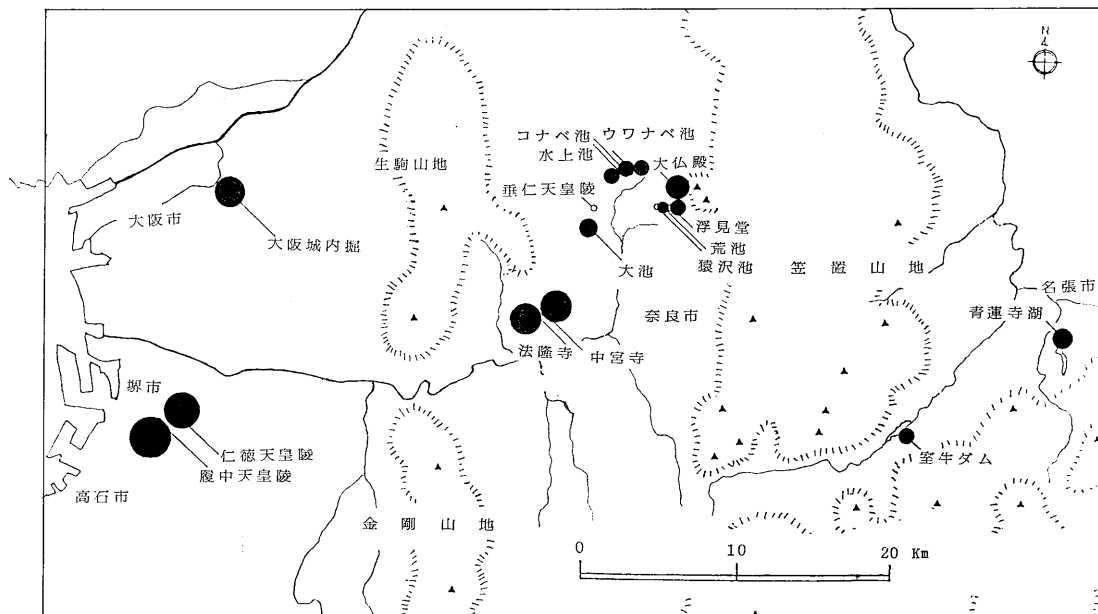 N
コナベ池
ウワナベ池
水上池
大仏殿
生駒山地
垂仁天皇陵
大阪市
浮見堂
大阪城内掘
荒池
大池
猿沢池
笠置山地
名張市
青蓮寺湖
奈良市
法隆寺
中宮寺
堺市
仁徳天皇陵
室牛ダム
履中天皇陵
高石市
金剛山地
0 10 20 Km